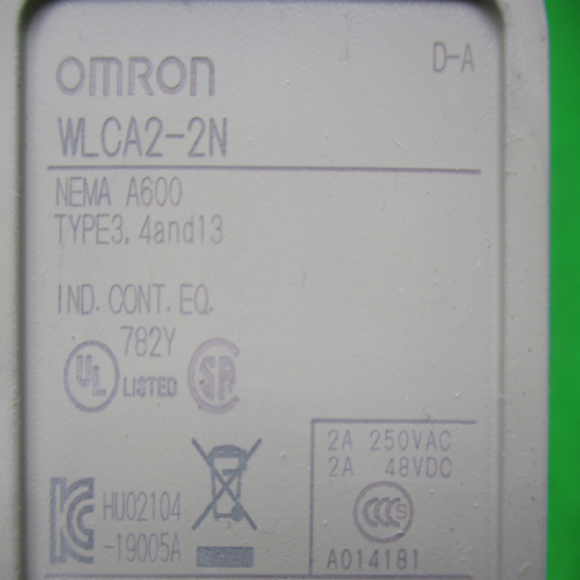 OMRON
D-A
WLCA2-2N
NEMA A600
TYPE3, 4and13
IND. CONT. EQ.
782Y
UL LISTED
SA
2A 250VAC
2A 48VDC
HU02104
-19005A
CCC S
A014181